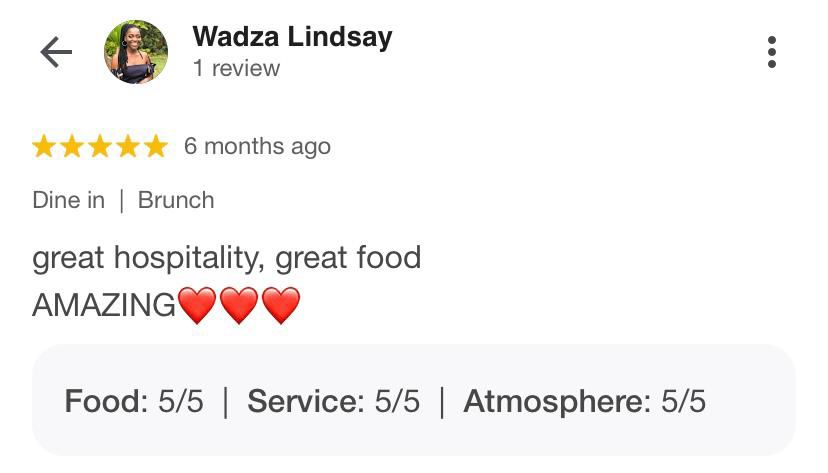 Wadza Lindsay
1 review
6 months ago
Dine in | Brunch
great hospitality, great food
AMAZING❤️❤️❤️
Food: 5/5 | Service: 5/5 | Atmosphere: 5/5